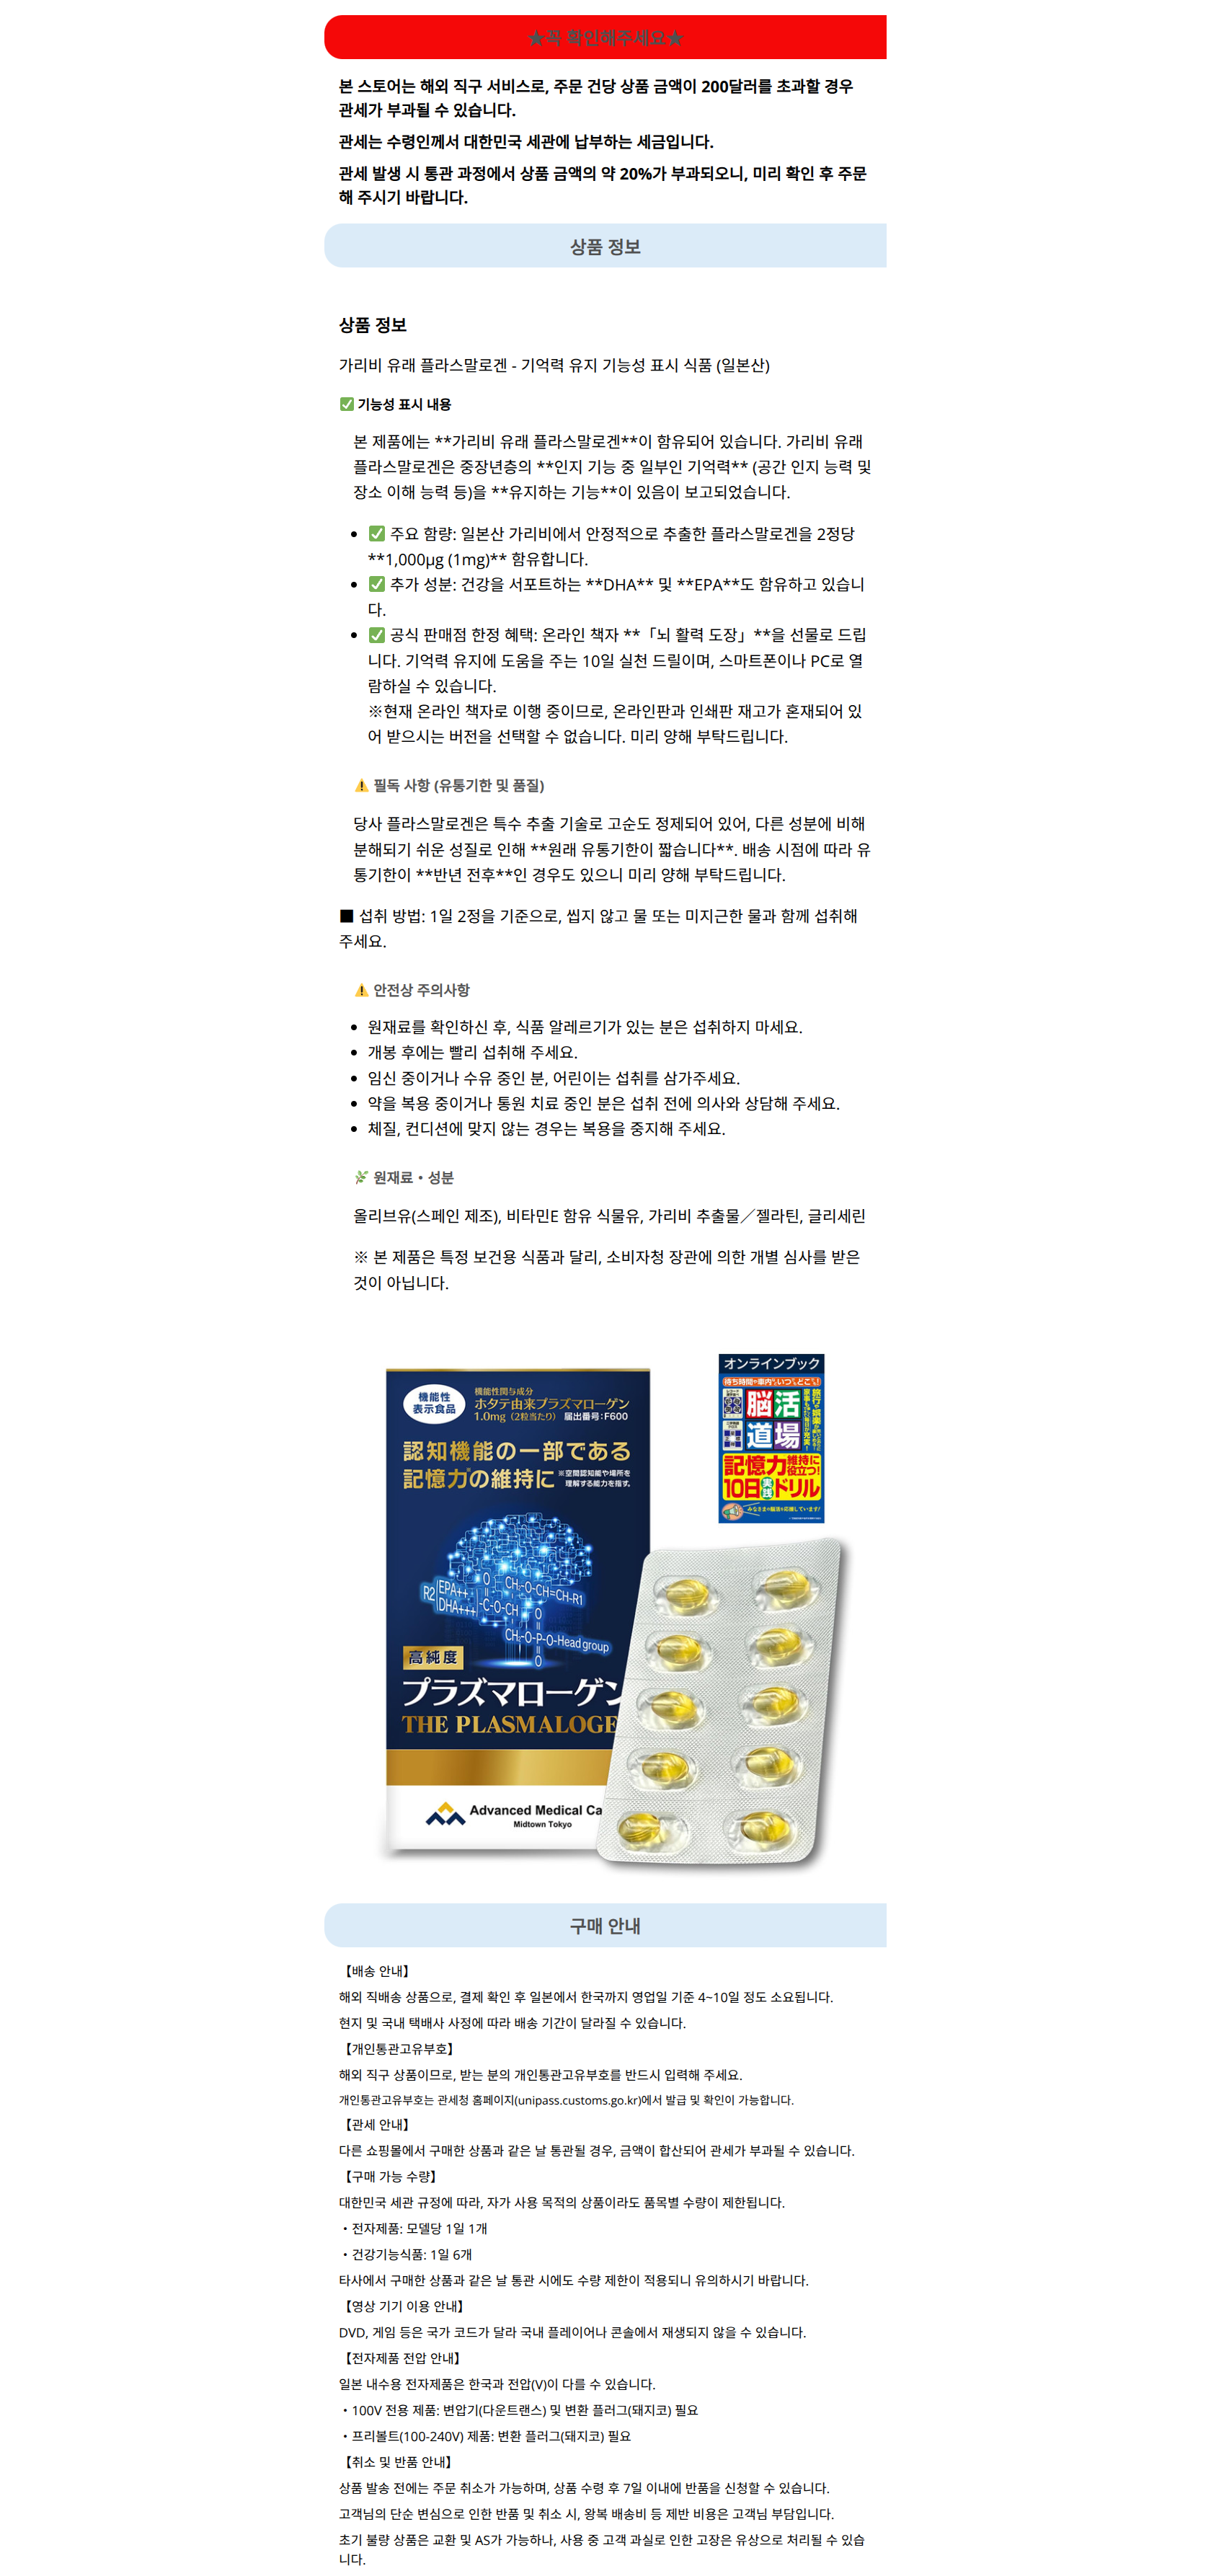 ★꼭 확인해주세요★
본 스토어는 해외 직구 서비스로, 주문 건당 상품 금액이 200달러를 초과할 경우
관세가 부과될 수 있습니다.
관세는 수령인께서 대한민국 세관에 납부하는 세금입니다.
관세 발생 시 통관 과정에서 상품 금액의 약 20%가 부과되오니, 미리 확인 후 주문
해 주시기 바랍니다.
상품 정보
상품 정보
가리비 유래 플라스말로겐 - 기억력 유지 기능성 표시 식품 (일본산)
✅ 기능성 표시 내용
본 제품에는 **가리비 유래 플라스말로겐**이 함유되어 있습니다. 가리비 유래
플라스말로겐은 중장년층의 **인지 기능 중 일부인 기억력** (공간 인지 능력 및
장소 이해 능력 등)을 **유지하는 기능**이 있음이 보고되었습니다.
• ✅ 주요 함량: 일본산 가리비에서 안정적으로 추출한 플라스말로겐을 2정당
**1,000μg (1mg)** 함유합니다.
• ✅ 추가 성분: 건강을 서포트하는 **DHA** 및 **EPA**도 함유하고 있습니
다.
• ✅ 공식 판매점 한정 혜택: 온라인 책자 **「뇌 활력 도장」**을 선물로 드립
니다. 기억력 유지에 도움을 주는 10일 실천 드릴이며, 스마트폰이나 PC로 열
람하실 수 있습니다.
※현재 온라인 책자로 이행 중이므로, 온라인판과 인쇄판 재고가 혼재되어 있
어 받으시는 버전을 선택할 수 없습니다. 미리 양해 부탁드립니다.
⚠️ 필독 사항 (유통기한 및 품질)
당사 플라스말로겐은 특수 추출 기술로 고순도 정제되어 있어, 다른 성분에 비해
분해되기 쉬운 성질로 인해 **원래 유통기한이 짧습니다**. 배송 시점에 따라 유
통기한이 **반년 전후**인 경우도 있으니 미리 양해 부탁드립니다.
■ 섭취 방법: 1일 2정을 기준으로, 씹지 않고 물 또는 미지근한 물과 함께 섭취해
주세요.
⚠️ 안전상 주의사항
• 원재료를 확인하신 후, 식품 알레르기가 있는 분은 섭취하지 마세요.
• 개봉 후에는 빨리 섭취해 주세요.
• 임신 중이거나 수유 중인 분, 어린이는 섭취를 삼가주세요.
• 약을 복용 중이거나 통원 치료 중인 분은 섭취 전에 의사와 상담해 주세요.
• 체질, 컨디션에 맞지 않는 경우는 복용을 중지해 주세요.
🌿 원재료・성분
올리브유(스페인 제조), 비타민E 함유 식물유, 가리비 추출물／젤라틴, 글리세린
※ 본 제품은 특정 보건용 식품과 달리, 소비자청 장관에 의한 개별 심사를 받은
것이 아닙니다.
オンラインブック
待ち時間や車内でいつでもどこでも!
脳活
道場
記憶力維持に役立つ!
10日実践ドリル
みなさまの脳活を応援しています!
機能性
表示食品
機能性関与成分
ホタテ由来プラズマローゲン
1.0mg（2粒当たり） 届出番号:F600
認知機能の一部である
記憶力※の維持に
※空間認知能や場所を
理解する能力を指す。
R2 EPA++ DHA+++
O=C-O-CH
CH₂-O-CH=CH-R1
CH₂-O-P-O-Head group
高純度
プラズマローゲン
THE PLASMALOGE
Advanced Medical Ca
Midtown Tokyo
구매 안내
【배송 안내】
해외 직배송 상품으로, 결제 확인 후 일본에서 한국까지 영업일 기준 4~10일 정도 소요됩니다.
현지 및 국내 택배사 사정에 따라 배송 기간이 달라질 수 있습니다.
【개인통관고유부호】
해외 직구 상품이므로, 받는 분의 개인통관고유부호를 반드시 입력해 주세요.
개인통관고유부호는 관세청 홈페이지(unipass.customs.go.kr)에서 발급 및 확인이 가능합니다.
【관세 안내】
다른 쇼핑몰에서 구매한 상품과 같은 날 통관될 경우, 금액이 합산되어 관세가 부과될 수 있습니다.
【구매 가능 수량】
대한민국 세관 규정에 따라, 자가 사용 목적의 상품이라도 품목별 수량이 제한됩니다.
・전자제품: 모델당 1일 1개
・건강기능식품: 1일 6개
타사에서 구매한 상품과 같은 날 통관 시에도 수량 제한이 적용되니 유의하시기 바랍니다.
【영상 기기 이용 안내】
DVD, 게임 등은 국가 코드가 달라 국내 플레이어나 콘솔에서 재생되지 않을 수 있습니다.
【전자제품 전압 안내】
일본 내수용 전자제품은 한국과 전압(V)이 다를 수 있습니다.
・100V 전용 제품: 변압기(다운트랜스) 및 변환 플러그(돼지코) 필요
・프리볼트(100-240V) 제품: 변환 플러그(돼지코) 필요
【취소 및 반품 안내】
상품 발송 전에는 주문 취소가 가능하며, 상품 수령 후 7일 이내에 반품을 신청할 수 있습니다.
고객님의 단순 변심으로 인한 반품 및 취소 시, 왕복 배송비 등 제반 비용은 고객님 부담입니다.
초기 불량 상품은 교환 및 AS가 가능하나, 사용 중 고객 과실로 인한 고장은 유상으로 처리될 수 있습
니다.